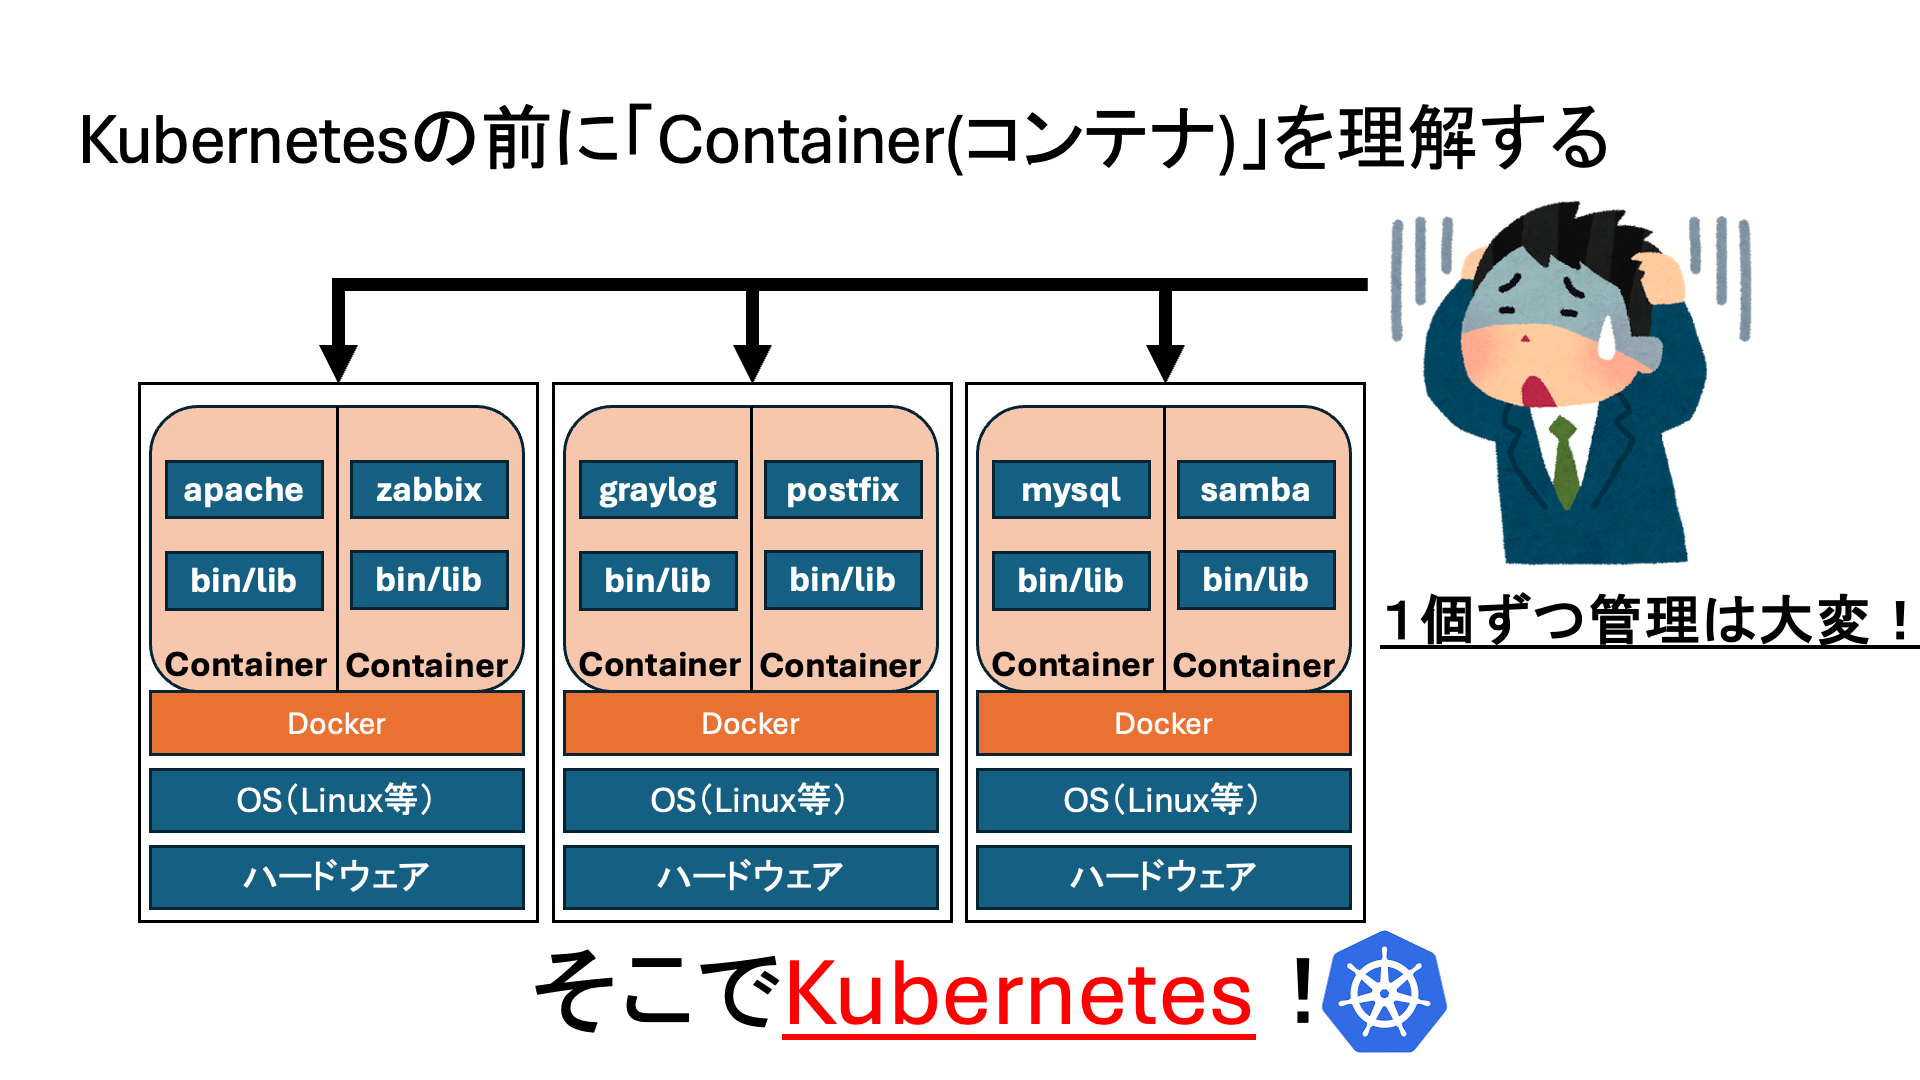 Kubernetesの前に「Container(コンテナ)」を理解する
apache
zabbix
bin/lib
bin/lib
Container
Container
Docker
OS（Linux等）
ハードウェア
graylog
postfix
bin/lib
bin/lib
Container
Container
Docker
OS（Linux等）
ハードウェア
mysql
samba
bin/lib
bin/lib
Container
Container
Docker
OS（Linux等）
ハードウェア
１個ずつ管理は大変！
そこでKubernetes！